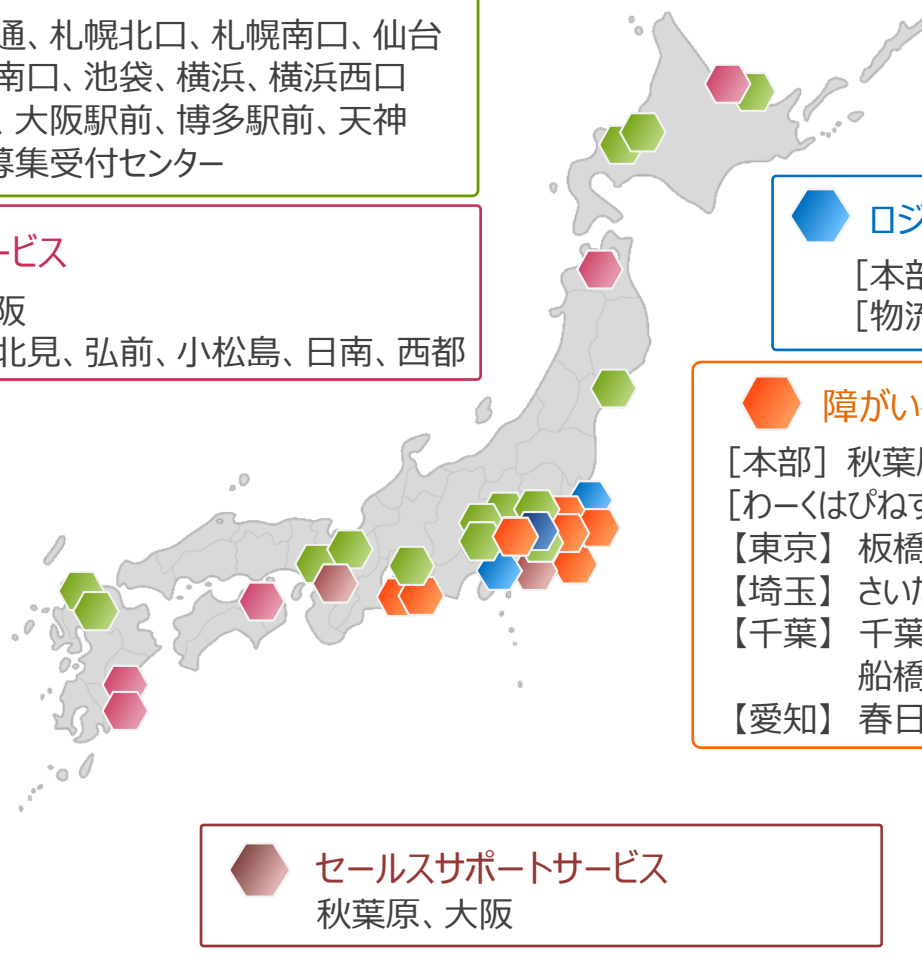 通、札幌北口、札幌南口、仙台
南口、池袋、横浜、横浜西口
、大阪駅前、博多駅前、天神
募集受付センター
ービス
阪
北見、弘前、小松島、日南、西都
ロジ
[本部
[物流
障がい
[本部] 秋葉原
[わーくはぴねす
【東京】 板橋
【埼玉】 さいた
【千葉】 千葉
船橋
【愛知】 春日
セールスサポートサービス
秋葉原、大阪